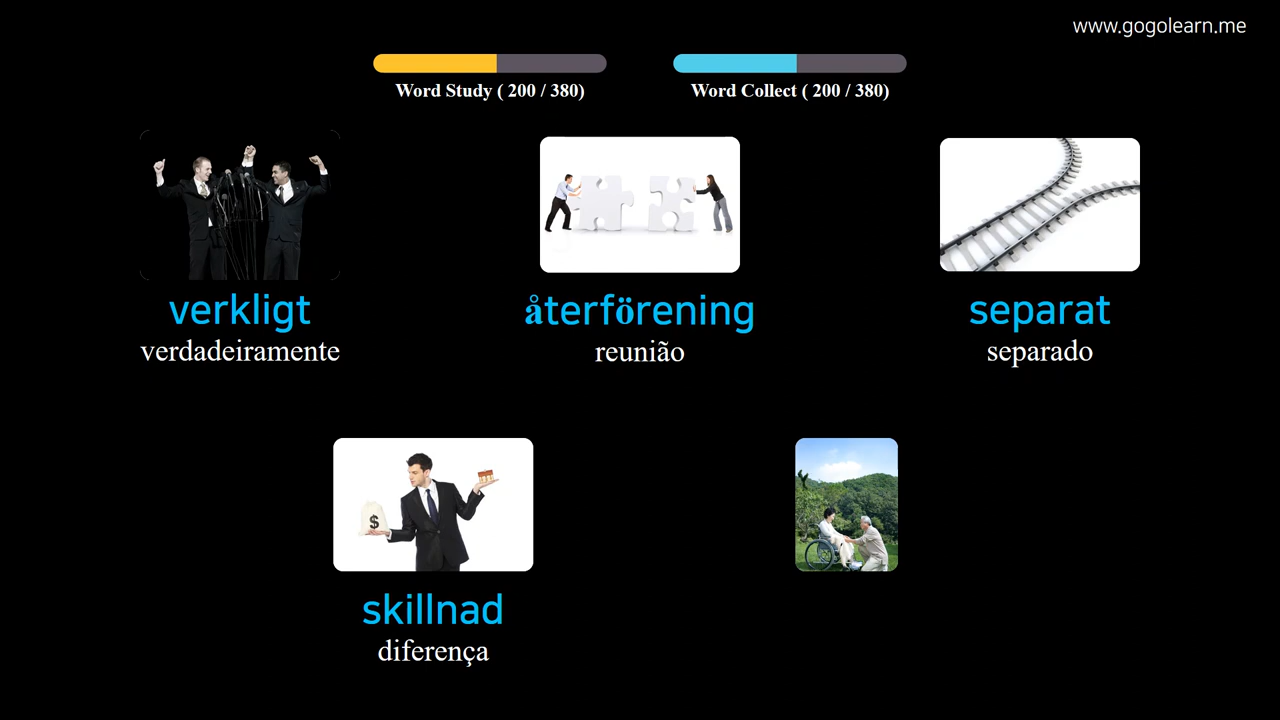 www.gogolearn.me
Word Study ( 200 / 380)
Word Collect ( 200 / 380)
verkligt
verdadeiramente
återförening
reunião
separat
separado
$
skillnad
diferença